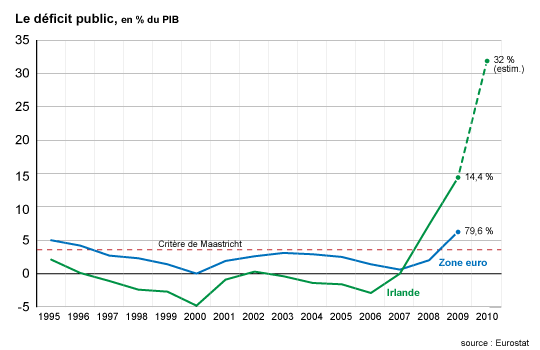 Le déficit public, en % du PIB
35
30
25
20
15
10
5
0
-5
32 %
(estim.)
14,4 %
79,6 %
Critère de Maastricht
Zone euro
Irlande
1995 1996 1997 1998 1999 2000 2001 2002 2003 2004 2005 2006 2007 2008 2009 2010
source : Eurostat